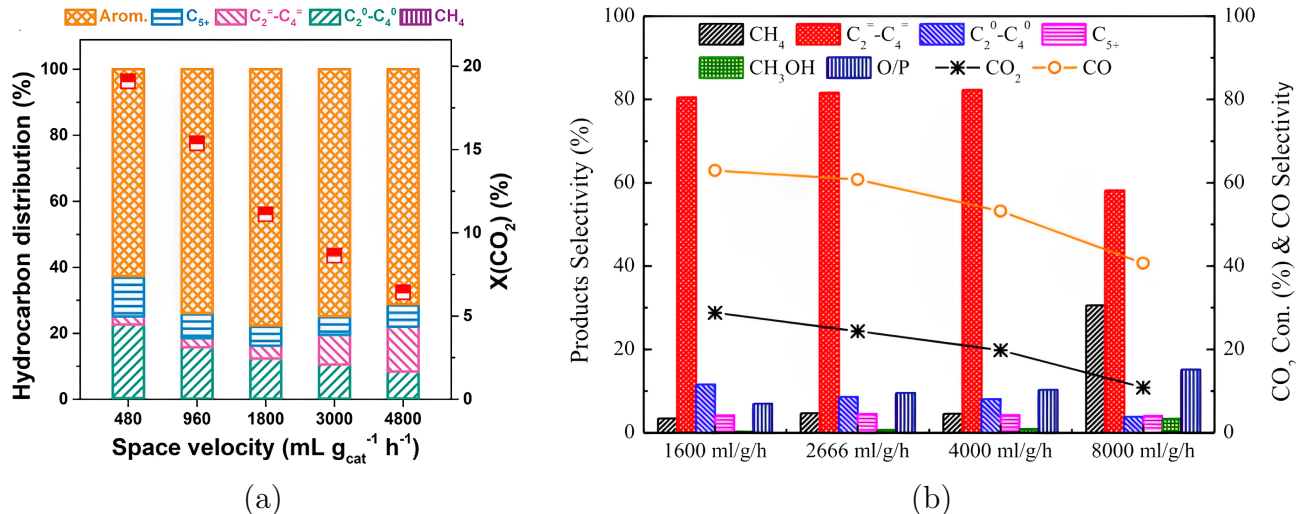 Arom. C₅₊ C₂⁼-C₄⁼ C₂⁰-C₄⁰ CH₄
Hydrocarbon distribution (%)
100
80
60
40
20
0
20
15
10
5
0
X(CO₂) (%)
480 960 1800 3000 4800
Space velocity (mL g_cat⁻¹ h⁻¹)
(a)
CH₄ C₂⁼-C₄⁼ C₂⁰-C₄⁰ C₅₊
CH₃OH O/P CO₂ CO
Products Selectivity (%)
100
80
60
40
20
0
100
80
60
40
20
0
CO₂ Con. (%) & CO Selectivity
1600 ml/g/h 2666 ml/g/h 4000 ml/g/h 8000 ml/g/h
(b)